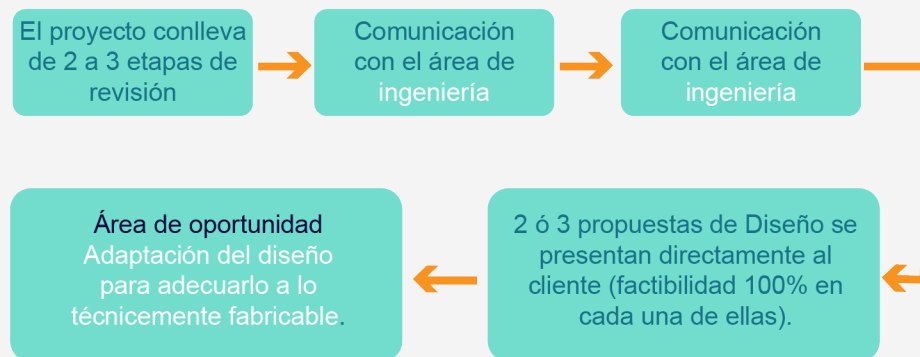 El proyecto conlleva
de 2 a 3 etapas de
revisión
Comunicación
con el área de
ingeniería
Comunicación
con el área de
ingeniería
2 ó 3 propuestas de Diseño se
presentan directamente al
cliente (factibilidad 100% en
cada una de ellas).
Área de oportunidad
Adaptación del diseño
para adecuarlo a lo
técnicemente fabricable.